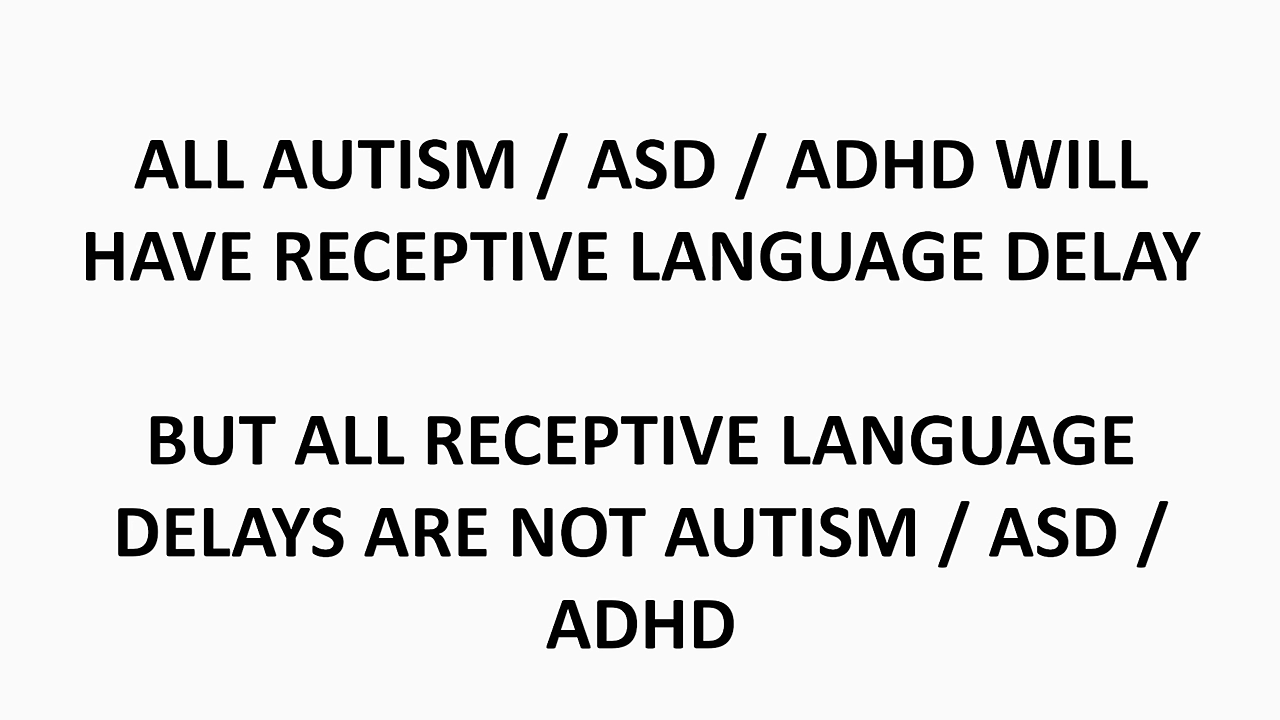 ALL AUTISM / ASD / ADHD WILL
HAVE RECEPTIVE LANGUAGE DELAY
BUT ALL RECEPTIVE LANGUAGE
DELAYS ARE NOT AUTISM / ASD /
ADHD